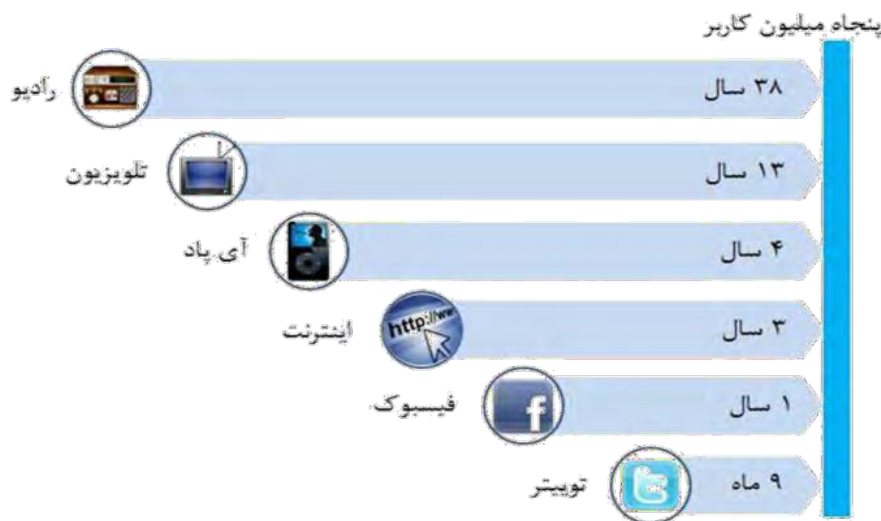 پنجاه میلیون کاربر
۳۸ سال رادیو
۱۳ سال تلویزیون
۴ سال آی پاد
۳ سال اینترنت
http://ww
۱ سال فیسبوک
۹ ماه توییتر